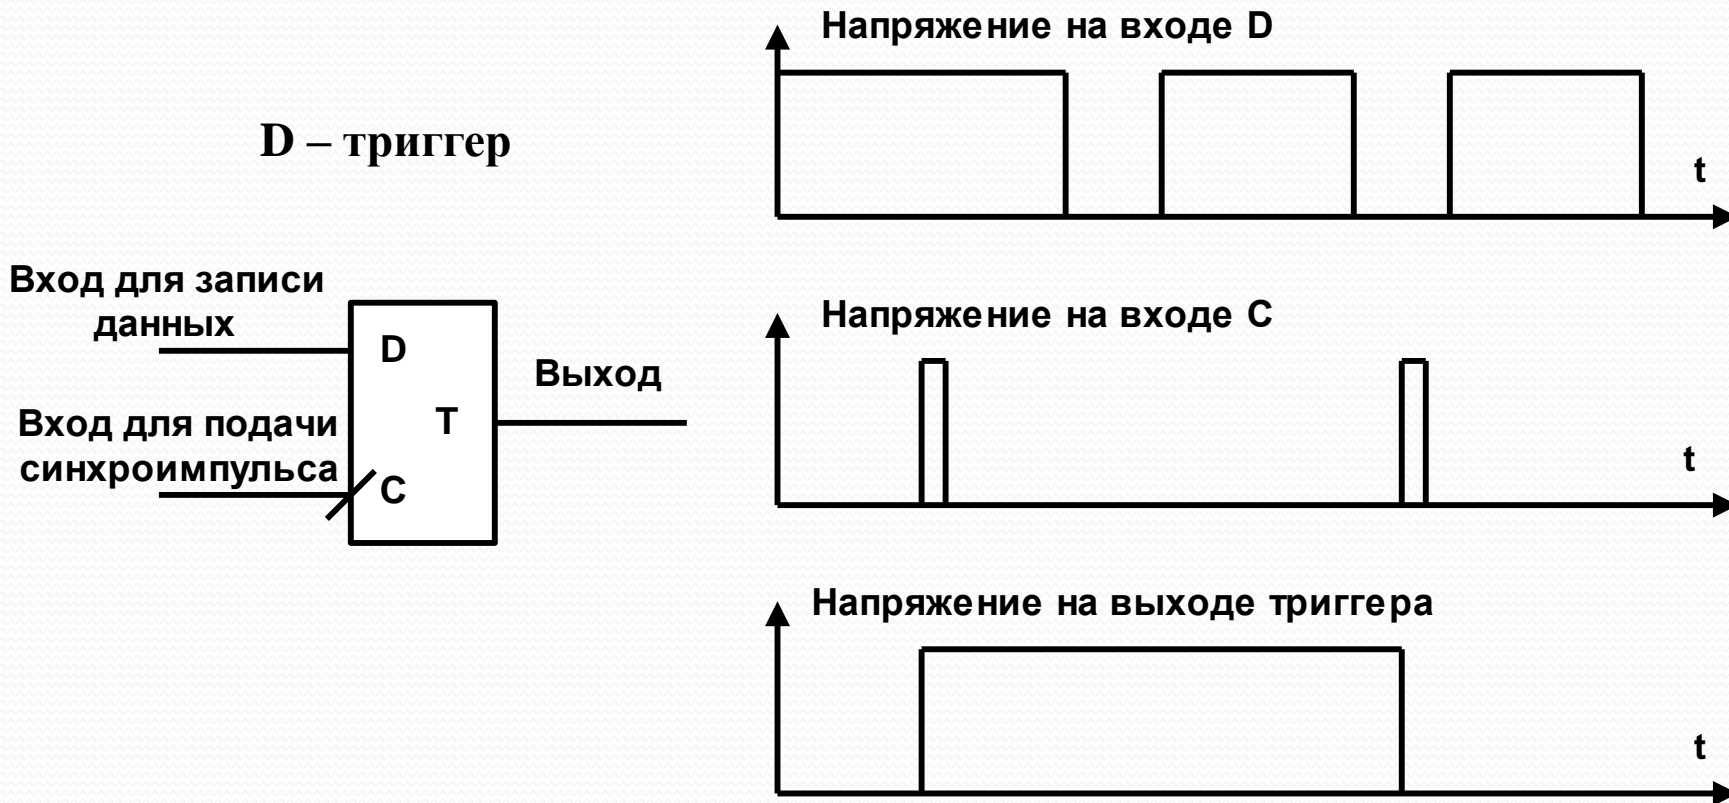 D – триггер
Вход для записи
данных
Вход для подачи
синхроимпульса
D
T
C
Выход
Напряжение на входе D
t
Напряжение на входе C
t
Напряжение на выходе триггера
t